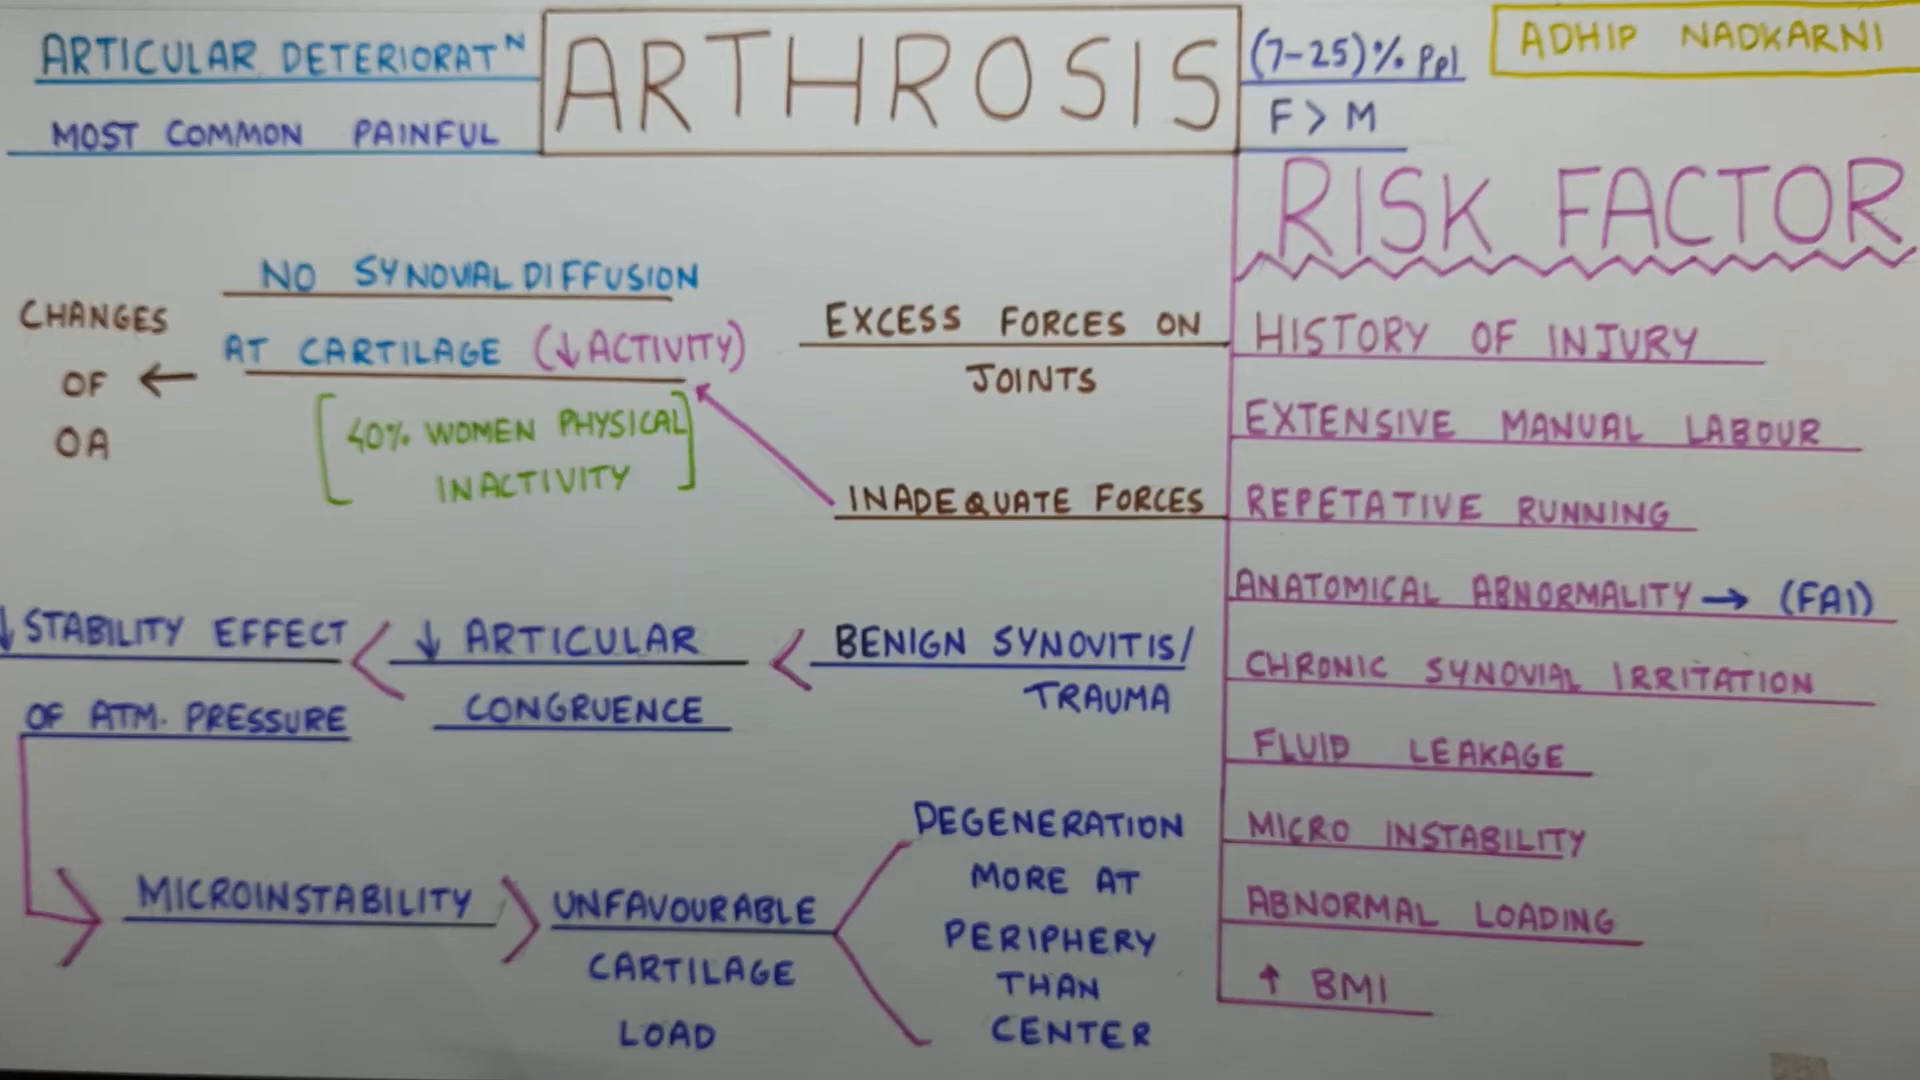 ARTICULAR DETERIORATᴺ
MOST COMMON PAINFUL
ARTHROSIS
(7-25)% Ppl
F > M
ADHIP NADKARNI
RISK FACTOR
HISTORY OF INJURY
EXTENSIVE MANUAL LABOUR
REPETATIVE RUNNING
ANATOMICAL ABNORMALITY → (FAI)
CHRONIC SYNOVIAL IRRITATION
FLUID LEAKAGE
MICRO INSTABILITY
ABNORMAL LOADING
↑ BMI
EXCESS FORCES ON
JOINTS
INADEQUATE FORCES
NO SYNOVIAL DIFFUSION
AT CARTILAGE (↓ ACTIVITY)
[40% WOMEN PHYSICAL
INACTIVITY]
CHANGES
OF ←
OA
BENIGN SYNOVITIS/
TRAUMA
↓ ARTICULAR
CONGRUENCE
↓ STABILITY EFFECT
OF ATM. PRESSURE
MICROINSTABILITY
UNFAVOURABLE
CARTILAGE
LOAD
DEGENERATION
MORE AT
PERIPHERY
THAN
CENTER